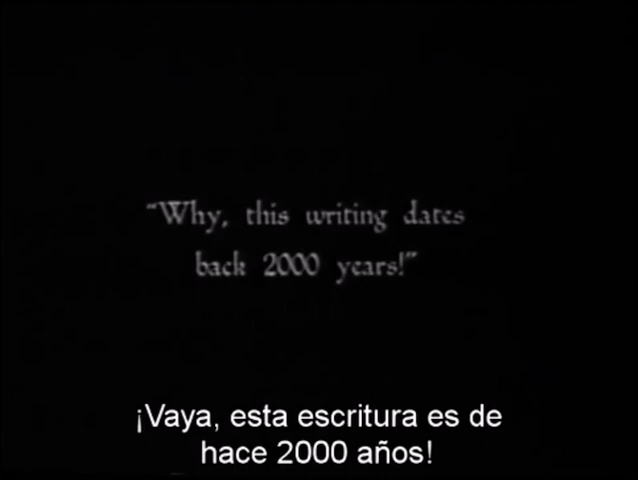 "Why, this writing dates
back 2000 years!"
¡Vaya, esta escritura es de
hace 2000 años!